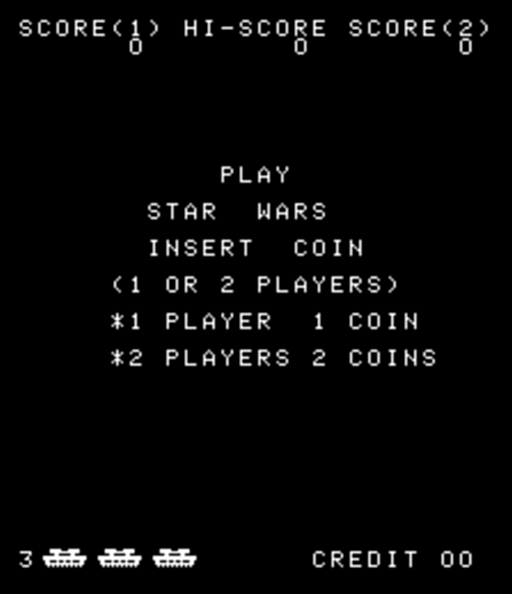 SCORE(1) HI-SCORE SCORE(2)
0 0 0
PLAY
STAR WARS
INSERT COIN
(1 OR 2 PLAYERS)
*1 PLAYER 1 COIN
*2 PLAYERS 2 COINS
3 CREDIT 00